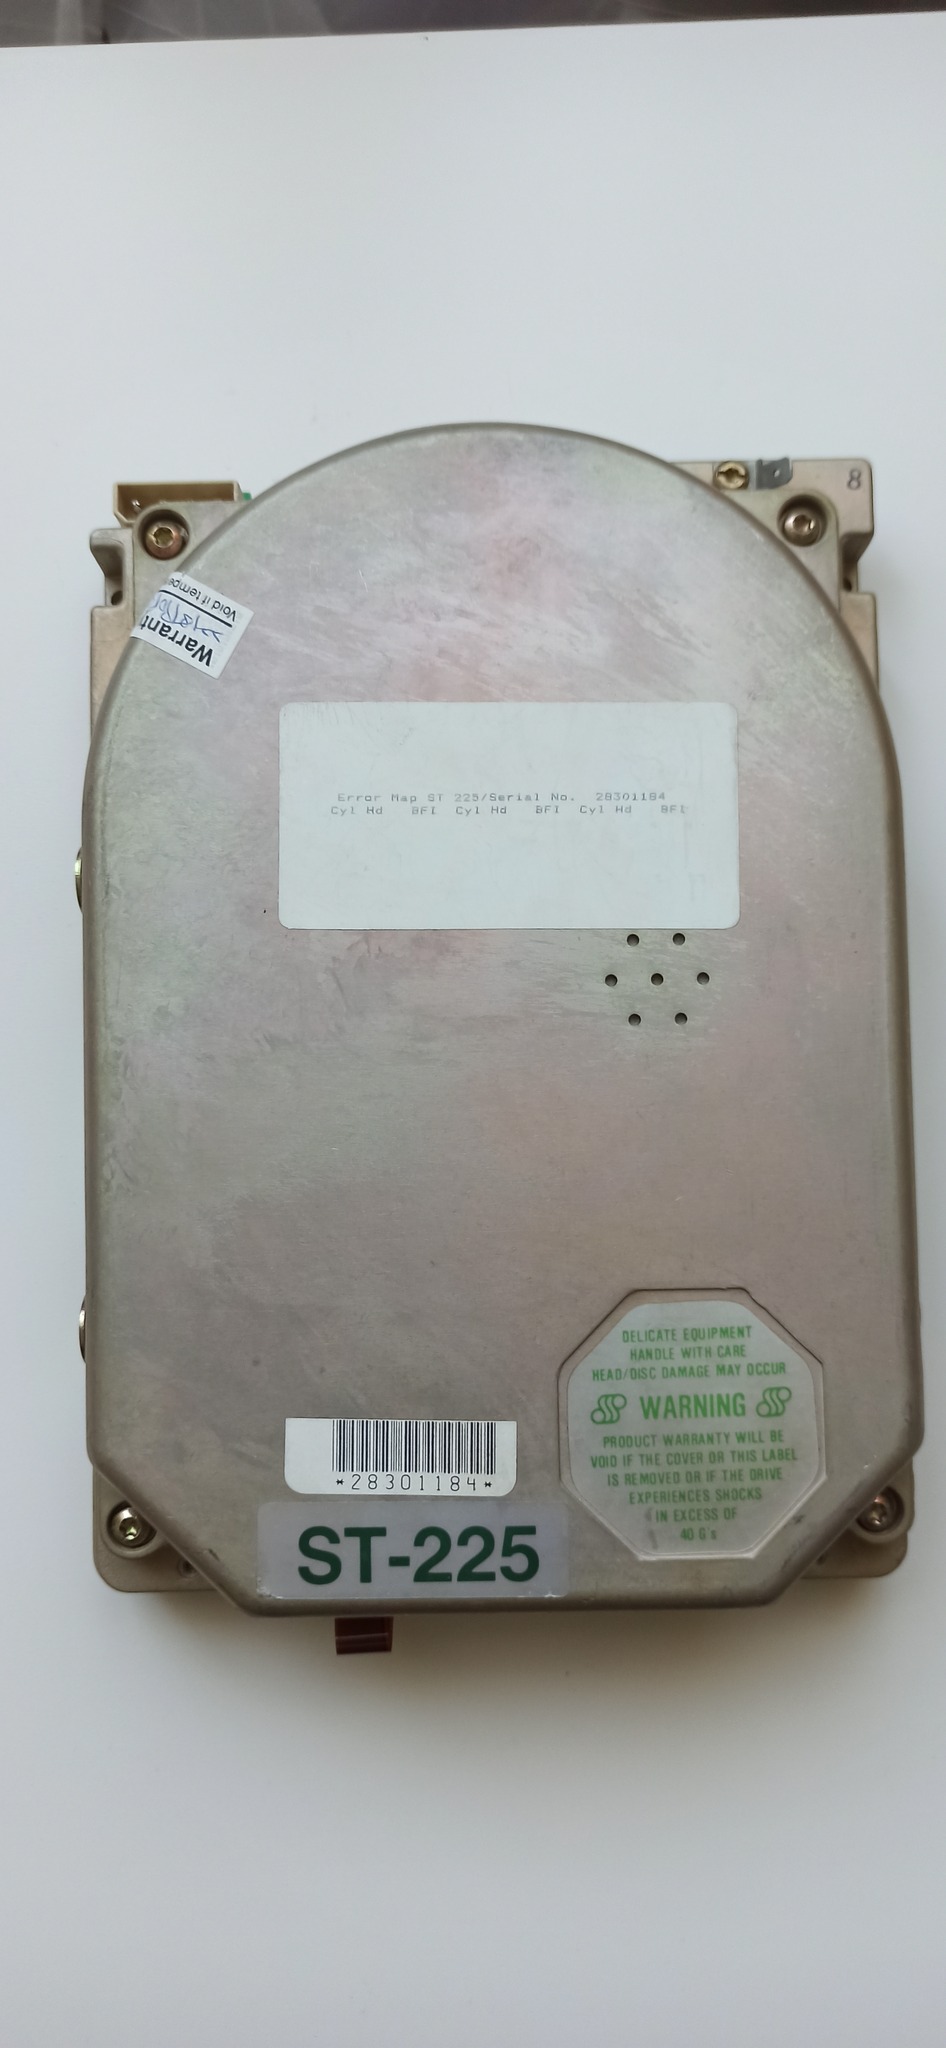 8
Void if tempe
Warrant
Error Map ST 225/Serial No. 28301184
Cyl Hd BFI Cyl Hd BFI Cyl Hd BFI
DELICATE EQUIPMENT
HANDLE WITH CARE
HEAD/DISC DAMAGE MAY OCCUR
WARNING
PRODUCT WARRANTY WILL BE
VOID IF THE COVER OR THIS LABEL
IS REMOVED OR IF THE DRIVE
EXPERIENCES SHOCKS
IN EXCESS OF
40 G's
*28301184*
ST-225